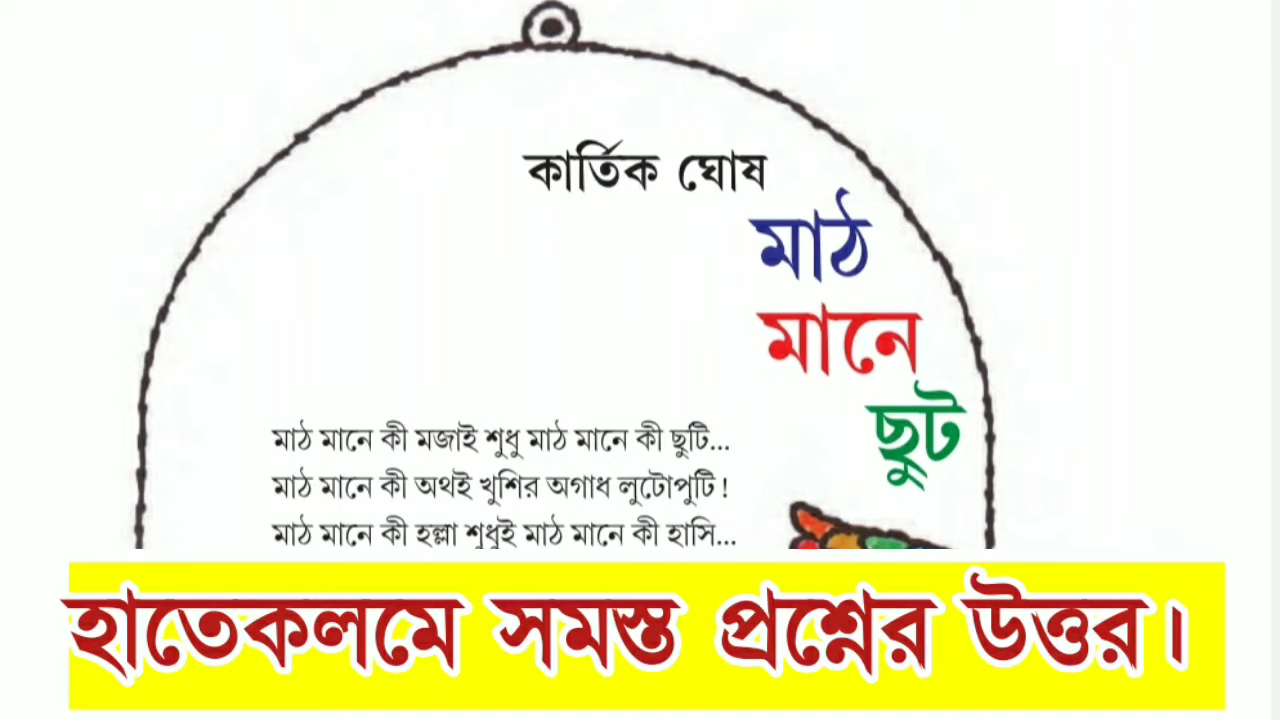 কার্তিক ঘোষ
মাঠ
মানে
ছুট
মাঠ মানে কী মজাই শুধু মাঠ মানে কী ছুটি...
মাঠ মানে কী অথই খুশির অগাধ লুটোপুটি!
মাঠ মানে কী হল্লা শুধুই মাঠ মানে কী হাসি...
হাতেকলমে সমস্ত প্রশ্নের উত্তর।